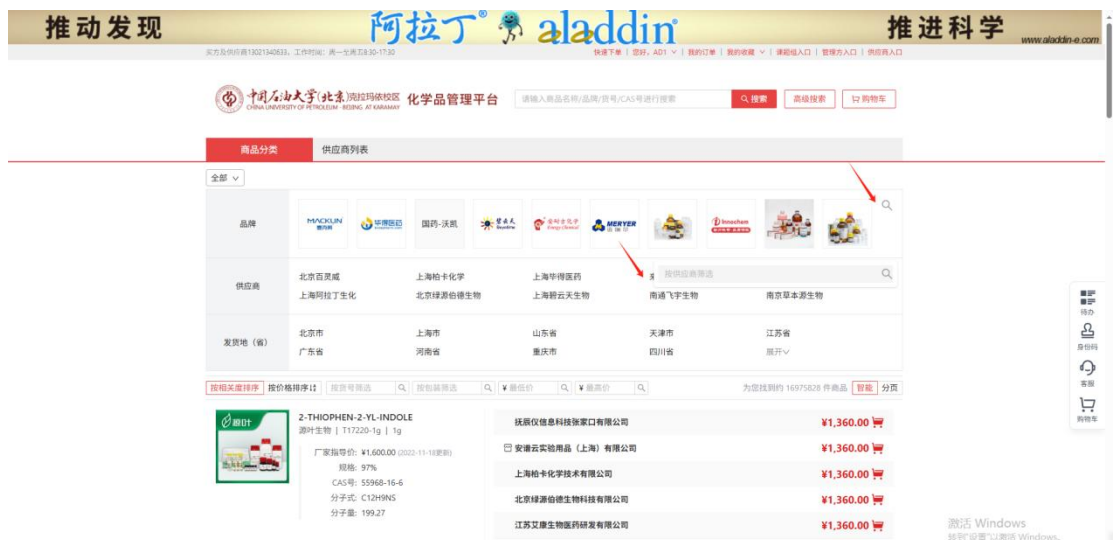 推动发现
阿拉丁® aladdin
推进科学
www.aladdin-e.com
快速下单 | 您好，AD1 | 我的订单 | 我的收藏 | 课题组入口 | 管理方入口 | 供应商入口
中国石油大学(北京)克拉玛依校区 化学品管理平台
CHINA UNIVERSITY OF PETROLEUM - BEIJING AT KARAMAY
请输入商品名称/品牌/货号/CAS号进行搜索 搜索 高级搜索 购物车
商品分类 供应商列表
全部
品牌 MACKLIN 毕得医药 国药-沃凯 MERYER Innochem
供应商
北京百灵威 上海柏卡化学 上海毕得医药
按供应商筛选
上海阿拉丁生化 北京绿源伯德生物 上海碧云天生物 南通飞宇生物 南京草本源生物
发货地（省）
北京市 上海市 山东省 天津市 江苏省
广东省 河南省 重庆市 四川省 展开
按相关度排序 按价格排序 按货号筛选 按包装筛选 ¥ 最低价 ¥ 最高价 为您找到约 16975828 件商品 智能 分页
源叶
2-THIOPHEN-2-YL-INDOLE
源叶生物 | T17220-1g | 1g
厂家指导价: ¥1,600.00 (2022-11-18更新)
规格: 97%
CAS号: 55968-16-6
分子式: C12H9NS
分子量: 199.27
抚辰仪信息科技张家口有限公司 ¥1,360.00
安谱云实验用品（上海）有限公司 ¥1,360.00
上海柏卡化学技术有限公司 ¥1,360.00
北京绿源伯德生物科技有限公司 ¥1,360.00
江苏艾康生物医药研发有限公司 ¥1,360.00
待办
身份码
客服
购物车
激活 Windows
转到"设置"以激活 Windows。